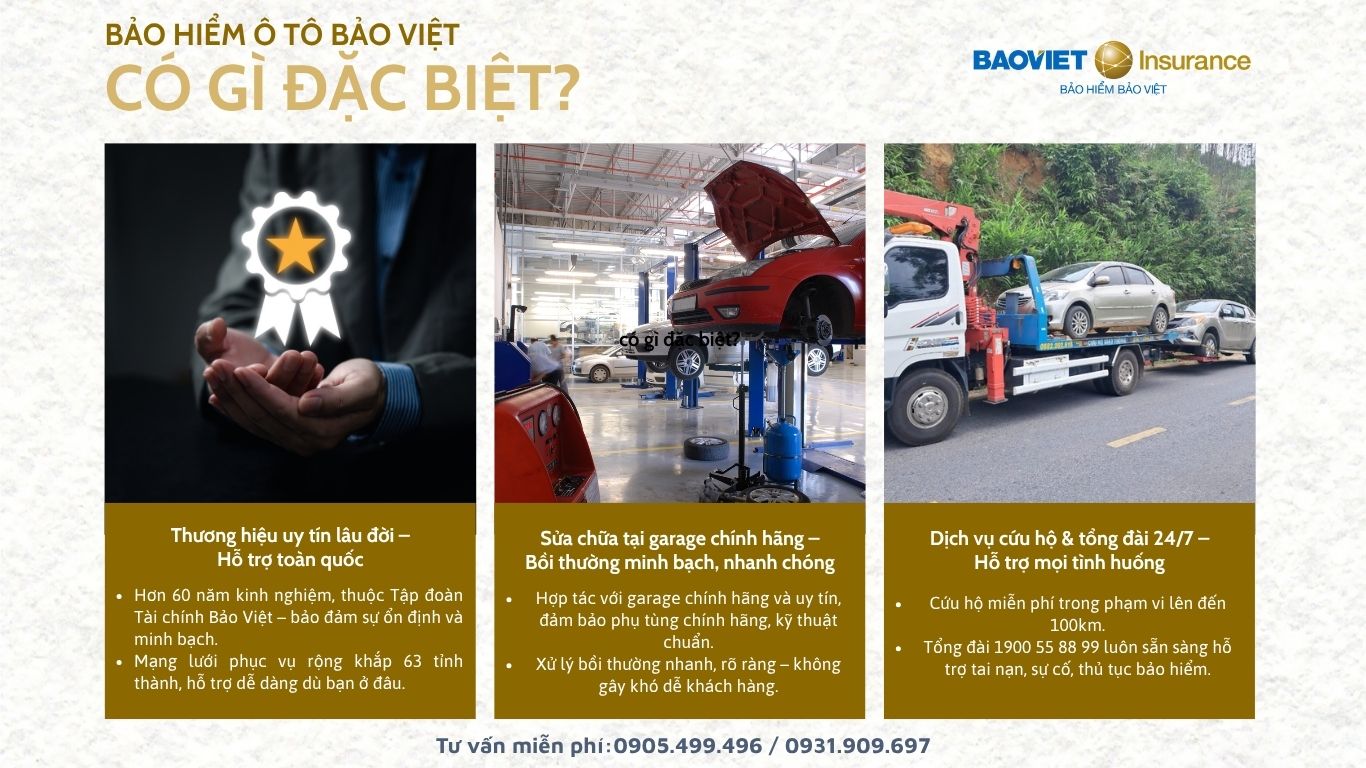 BẢO HIỂM Ô TÔ BẢO VIỆT
CÓ GÌ ĐẶC BIỆT?
BAOVIET Insurance
BẢO HIỂM BẢO VIỆT
có gì đặc biệt?
Thương hiệu uy tín lâu đời –
Hỗ trợ toàn quốc
• Hơn 60 năm kinh nghiệm, thuộc Tập đoàn
Tài chính Bảo Việt – bảo đảm sự ổn định và
minh bạch.
• Mạng lưới phục vụ rộng khắp 63 tỉnh
thành, hỗ trợ dễ dàng dù bạn ở đâu.
Sửa chữa tại garage chính hãng –
Bồi thường minh bạch, nhanh chóng
• Hợp tác với garage chính hãng và uy tín,
đảm bảo phụ tùng chính hãng, kỹ thuật
chuẩn.
• Xử lý bồi thường nhanh, rõ ràng – không
gây khó dễ khách hàng.
Dịch vụ cứu hộ & tổng đài 24/7 –
Hỗ trợ mọi tình huống
• Cứu hộ miễn phí trong phạm vi lên đến
100km.
• Tổng đài 1900 55 88 99 luôn sẵn sàng hỗ
trợ tai nạn, sự cố, thủ tục bảo hiểm.
Tư vấn miễn phí:0905.499.496 / 0931.909.697